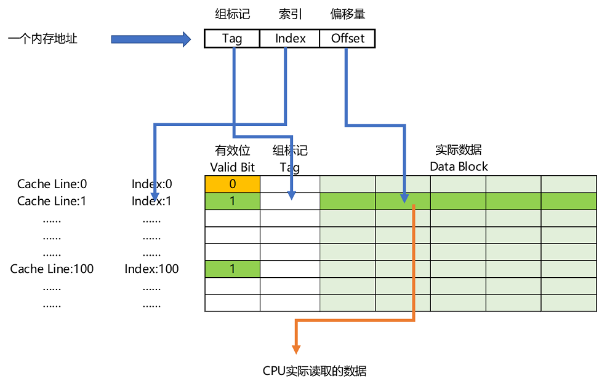 组标记 索引 偏移量
一个内存地址 Tag Index Offset
有效位 组标记 实际数据
Valid Bit Tag Data Block
Cache Line:0 Index:0 0
Cache Line:1 Index:1 1
...... ......
...... ......
...... ......
Cache Line:100 Index:100 1
...... ......
...... ......
CPU实际读取的数据